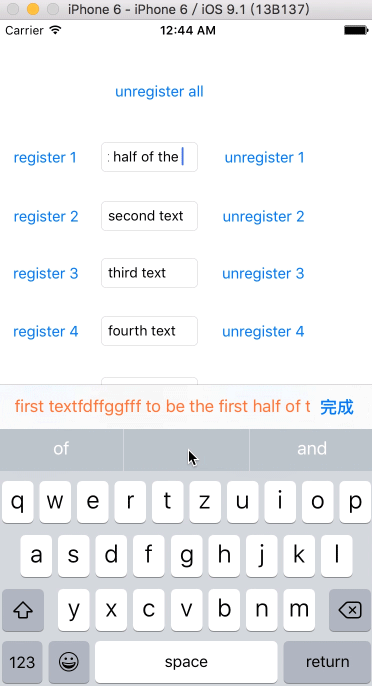 iPhone 6 - iPhone 6 / iOS 9.1 (13B137)
Carrier 12:44 AM
unregister all
register 1 half of the unregister 1
register 2 second text unregister 2
register 3 third text unregister 3
register 4 fourth text unregister 4
first textfdffggfff to be the first half of t 完成
of and
q w e r t z u i o p
a s d f g h j k l
y x c v b n m
123 space return